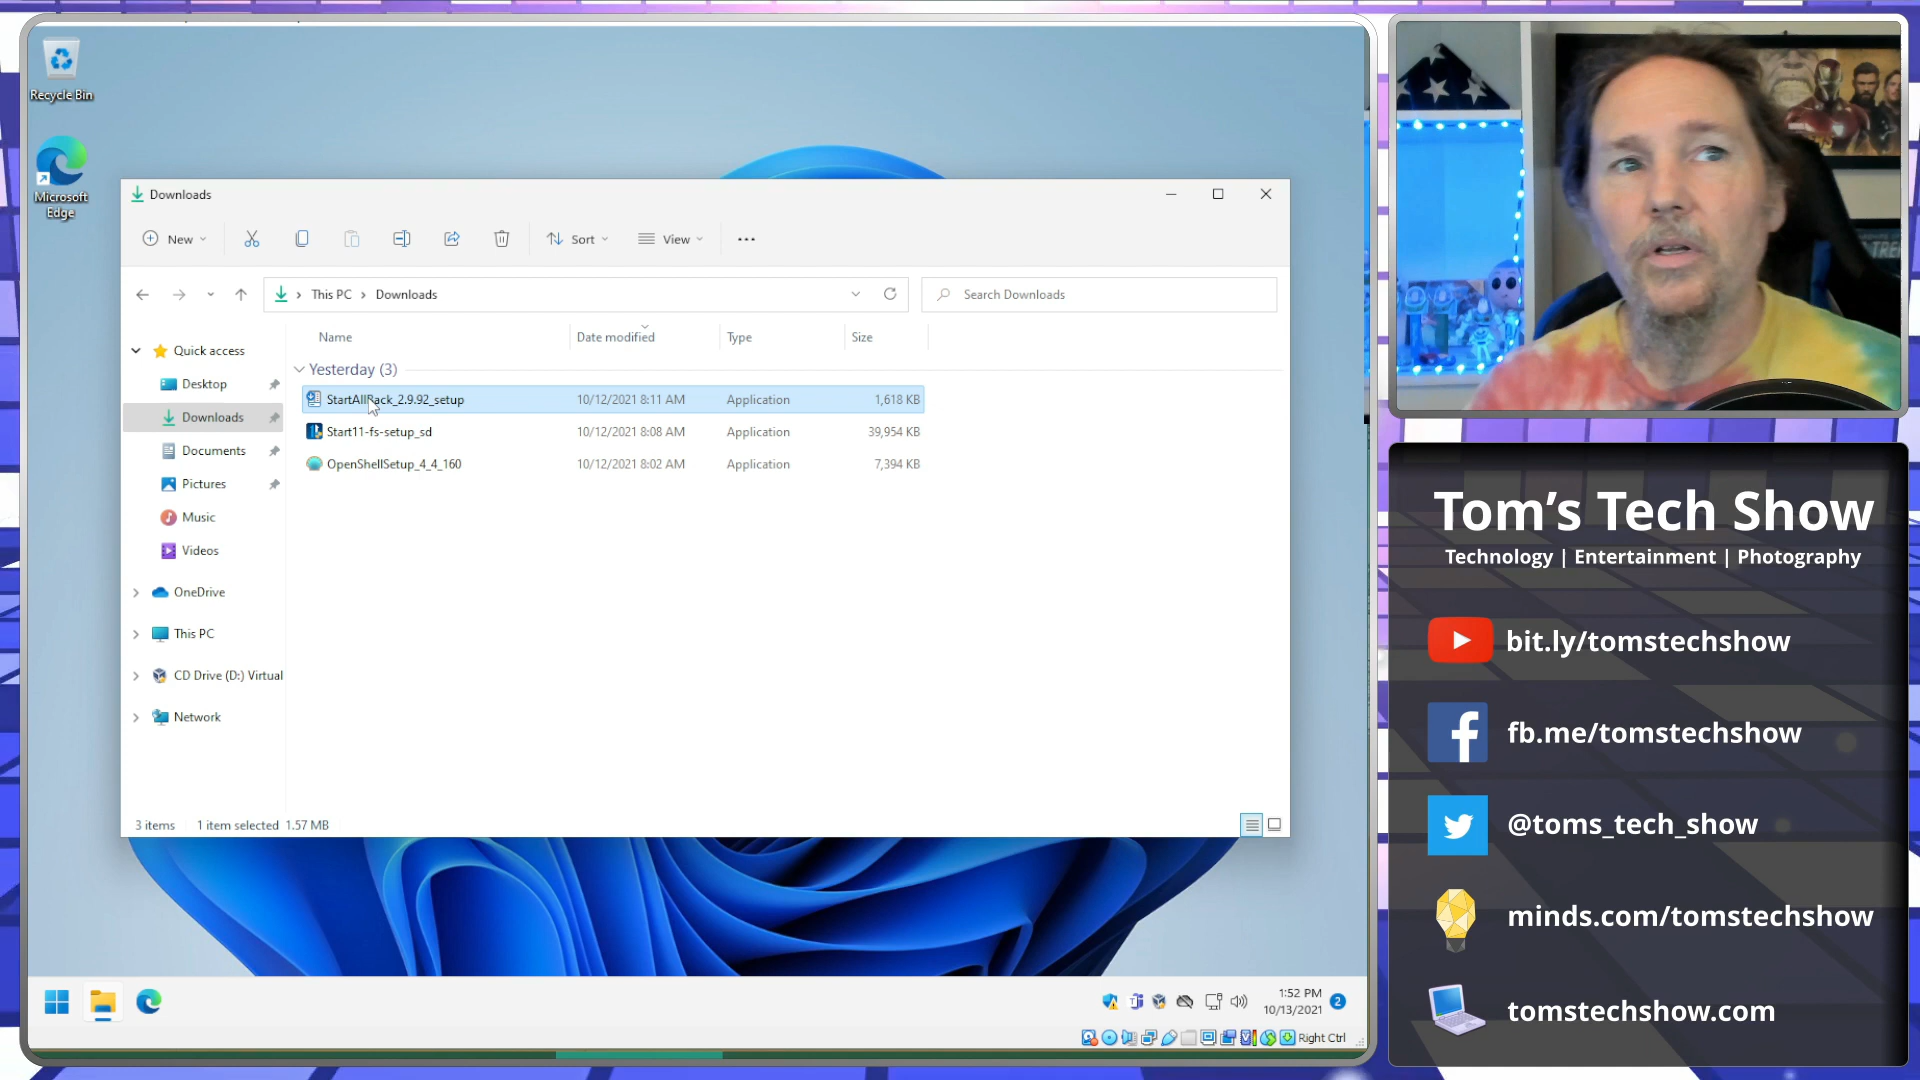 Recycle Bin
Microsoft
Edge
Downloads
New
Sort
View
This PC
Downloads
Search Downloads
Name
Date modified
Type
Size
Yesterday (3)
StartAllBack_2.9.92_setup 10/12/2021 8:11 AM Application 1,618 KB
Start11-fs-setup_sd 10/12/2021 8:08 AM Application 39,954 KB
OpenShellSetup_4_4_160 10/12/2021 8:02 AM Application 7,394 KB
Quick access
Desktop
Downloads
Documents
Pictures
Music
Videos
OneDrive
This PC
CD Drive (D:) Virtual
Network
3 items 1 item selected 1.57 MB
1:52 PM
10/13/2021
2
Right Ctrl
Tom's Tech Show
Technology | Entertainment | Photography
bit.ly/tomstechshow
fb.me/tomstechshow
@toms_tech_show
minds.com/tomstechshow
tomstechshow.com